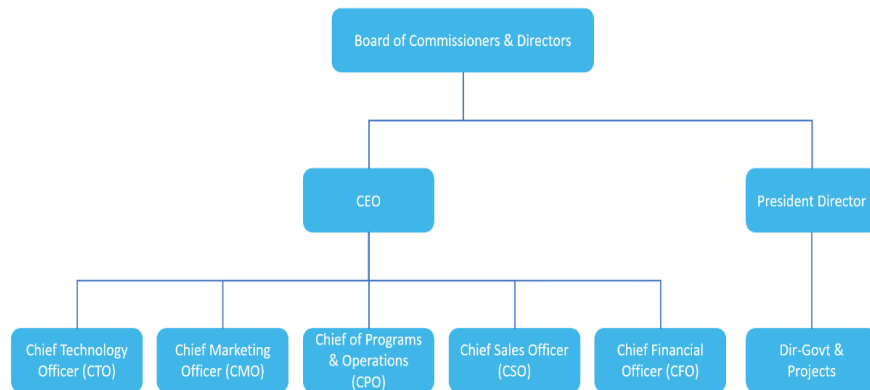 Board of Commissioners & Directors
CEO
President Director
Chief Technology
Officer (CTO)
Chief Marketing
Officer (CMO)
Chief of Programs
& Operations
(CPO)
Chief Sales Officer
(CSO)
Chief Financial
Officer (CFO)
Dir-Govt &
Projects